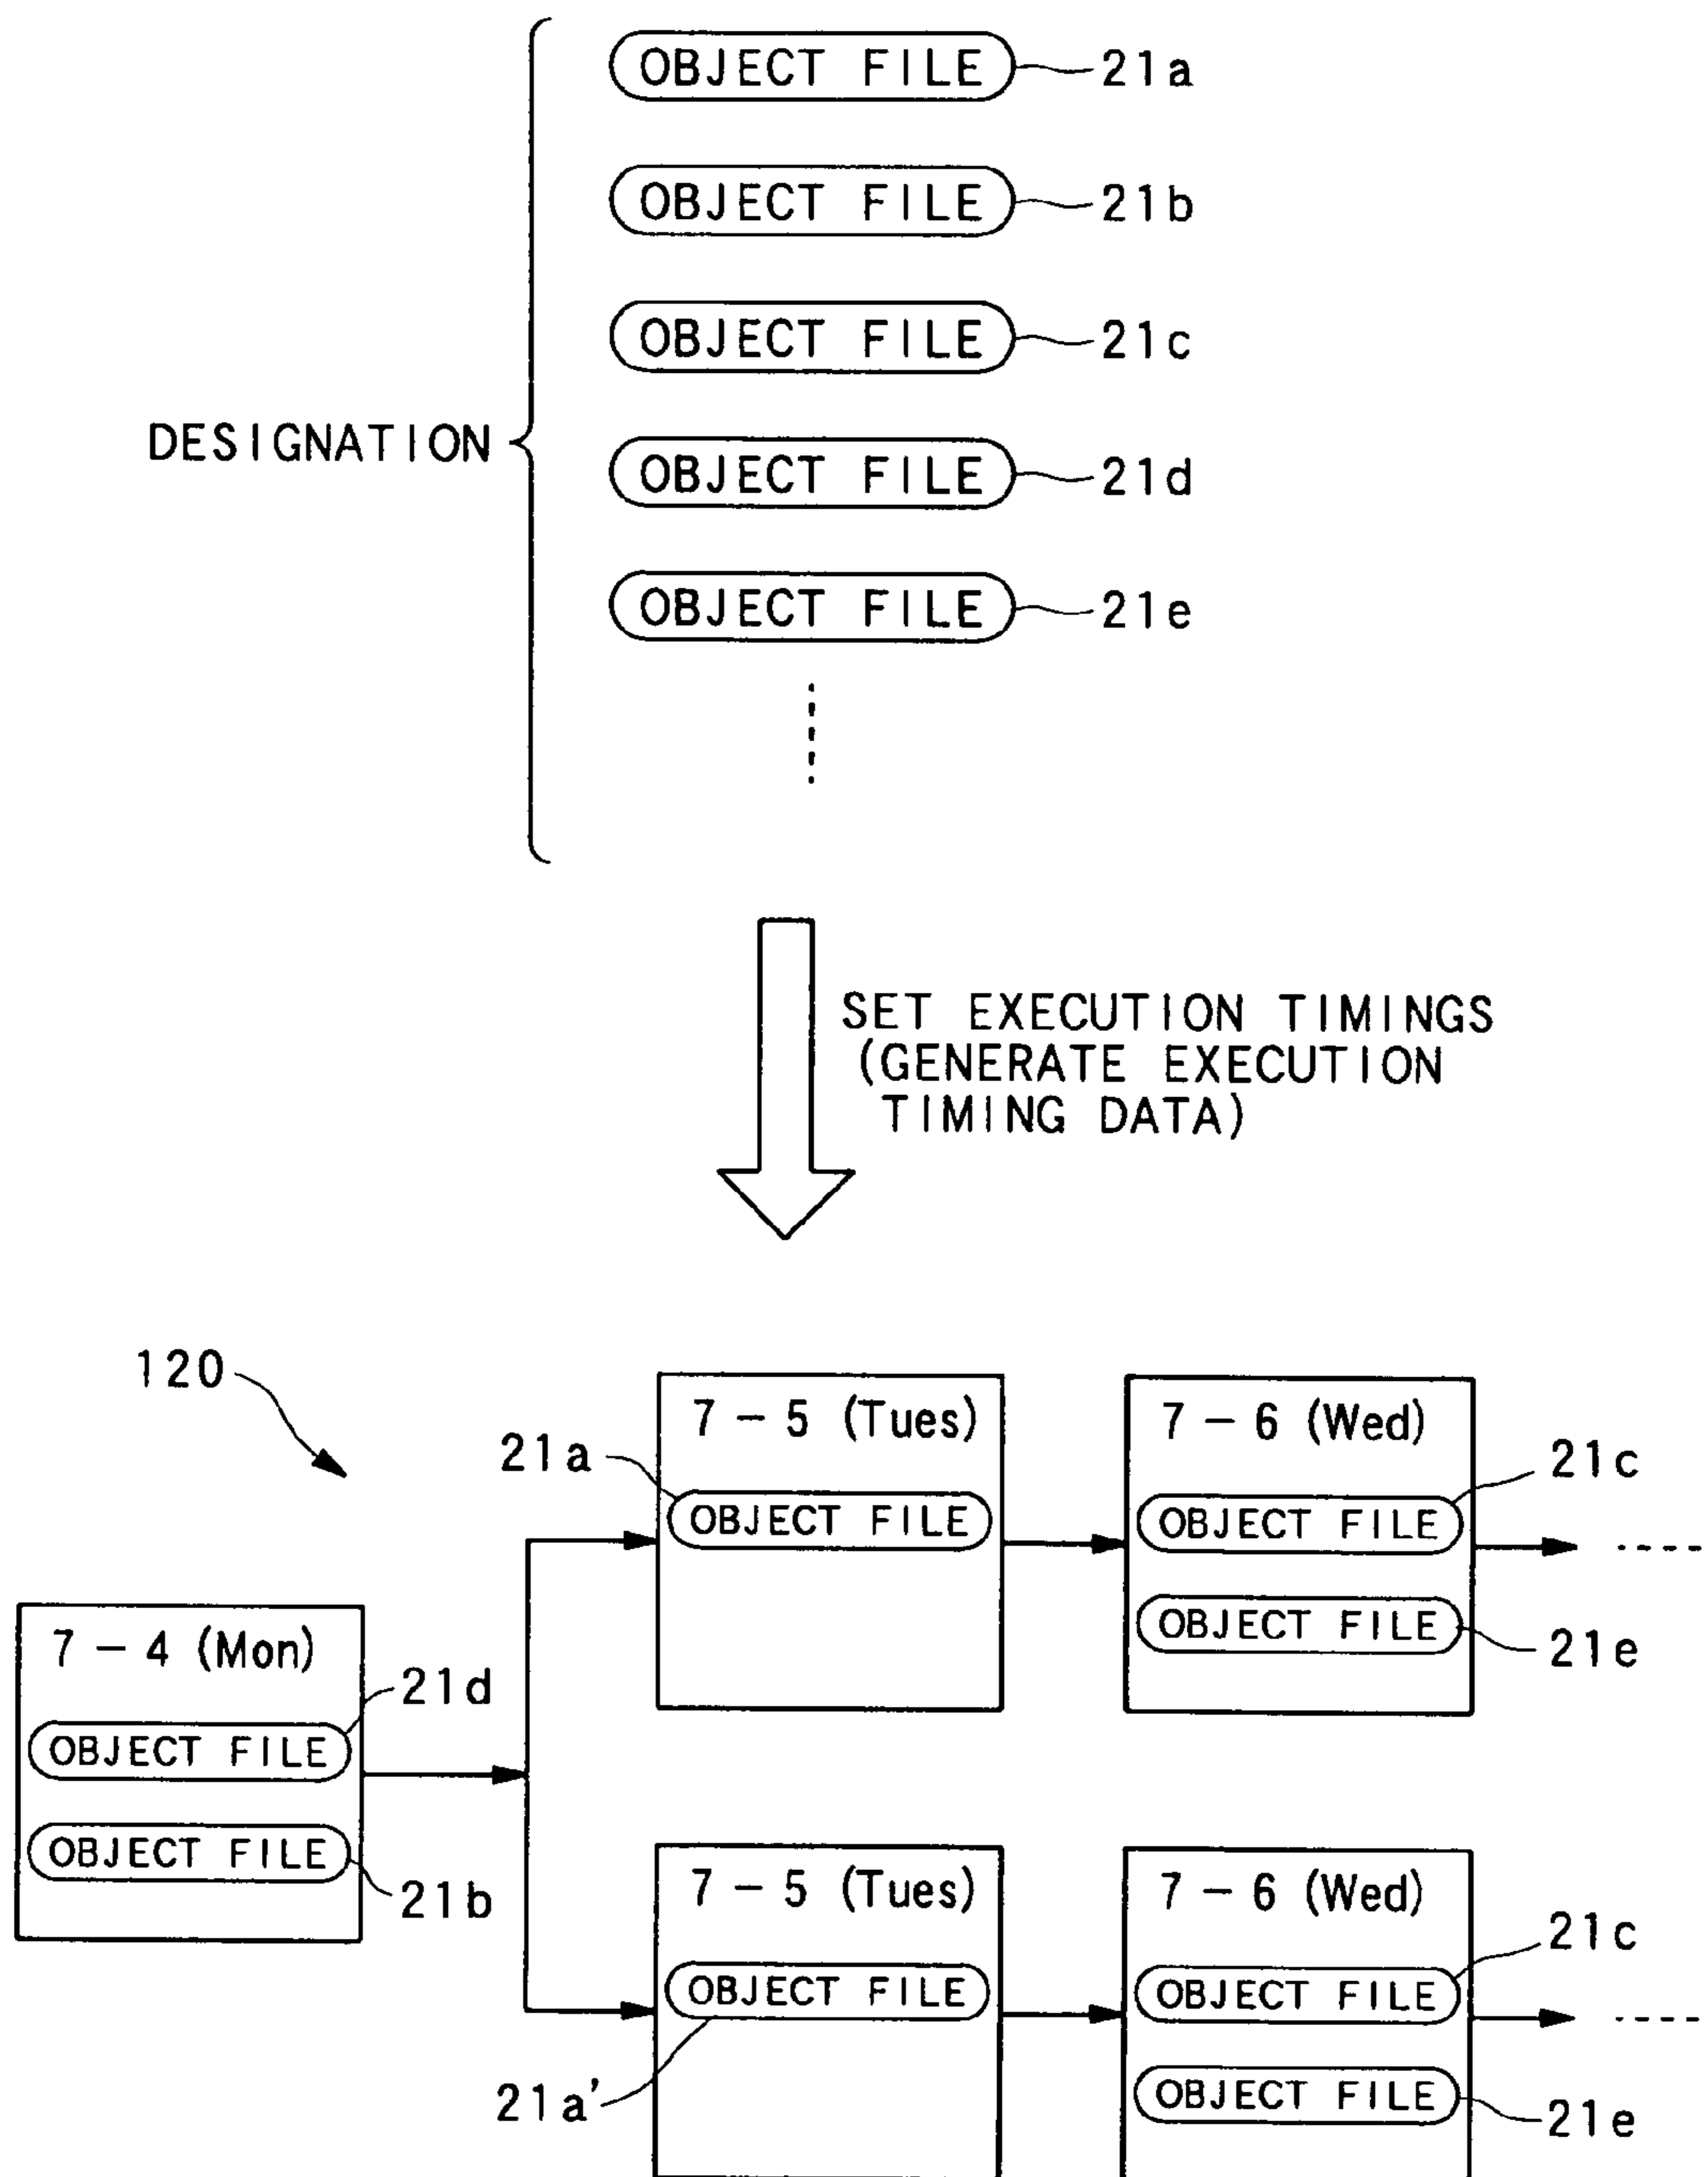 OBJECT FILE 21a
OBJECT FILE 21b
OBJECT FILE 21c
DESIGNATION
OBJECT FILE 21d
OBJECT FILE 21e
SET EXECUTION TIMINGS
(GENERATE EXECUTION
TIMING DATA)
120
7-5 (Tues)
21a
OBJECT FILE
7-6 (Wed)
21c
OBJECT FILE
OBJECT FILE
21e
7-4 (Mon)
21d
OBJECT FILE
OBJECT FILE
21b
7-5 (Tues)
OBJECT FILE
21a'
7-6 (Wed)
21c
OBJECT FILE
OBJECT FILE
21e